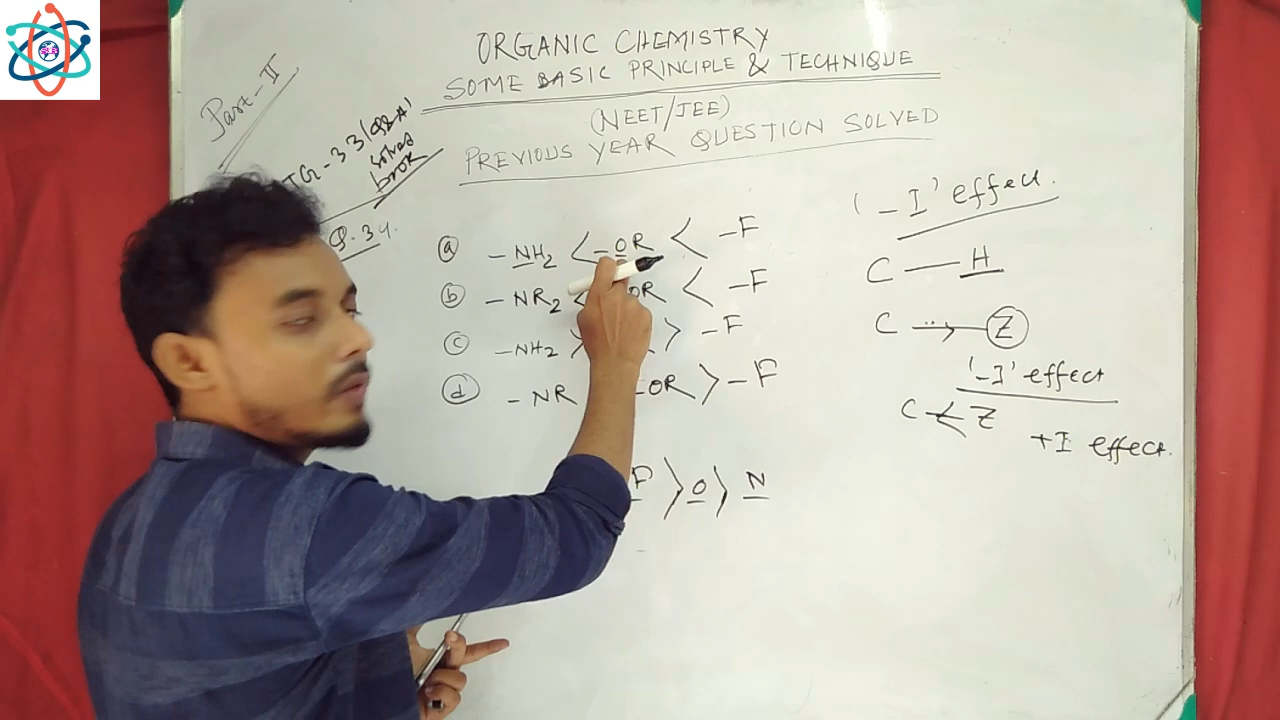 ORGANIC CHEMISTRY
SOME BASIC PRINCIPLE & TECHNIQUE
(NEET/JEE)
PREVIOUS YEAR QUESTION SOLVED
Part-II
solved
book
Q.34.
(a) -NH2 < -OR < -F
(b) -NR2 < OR < -F
(c) -NH2 > > -F
(d) -NR -OR > -F
F > O > N
'-I' effect.
C — H
C → Z
'-I' effect
C ← Z
+I effect.